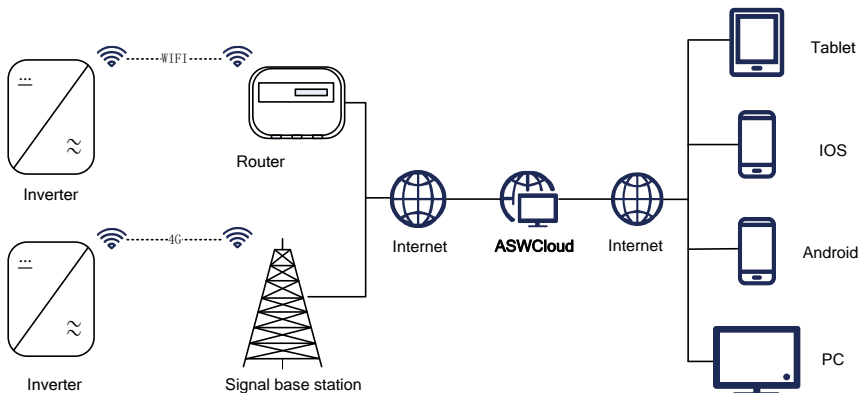 WIFI
Router
Inverter
4G
Inverter
Signal base station
Internet
ASWCloud
Internet
Tablet
IOS
Android
PC